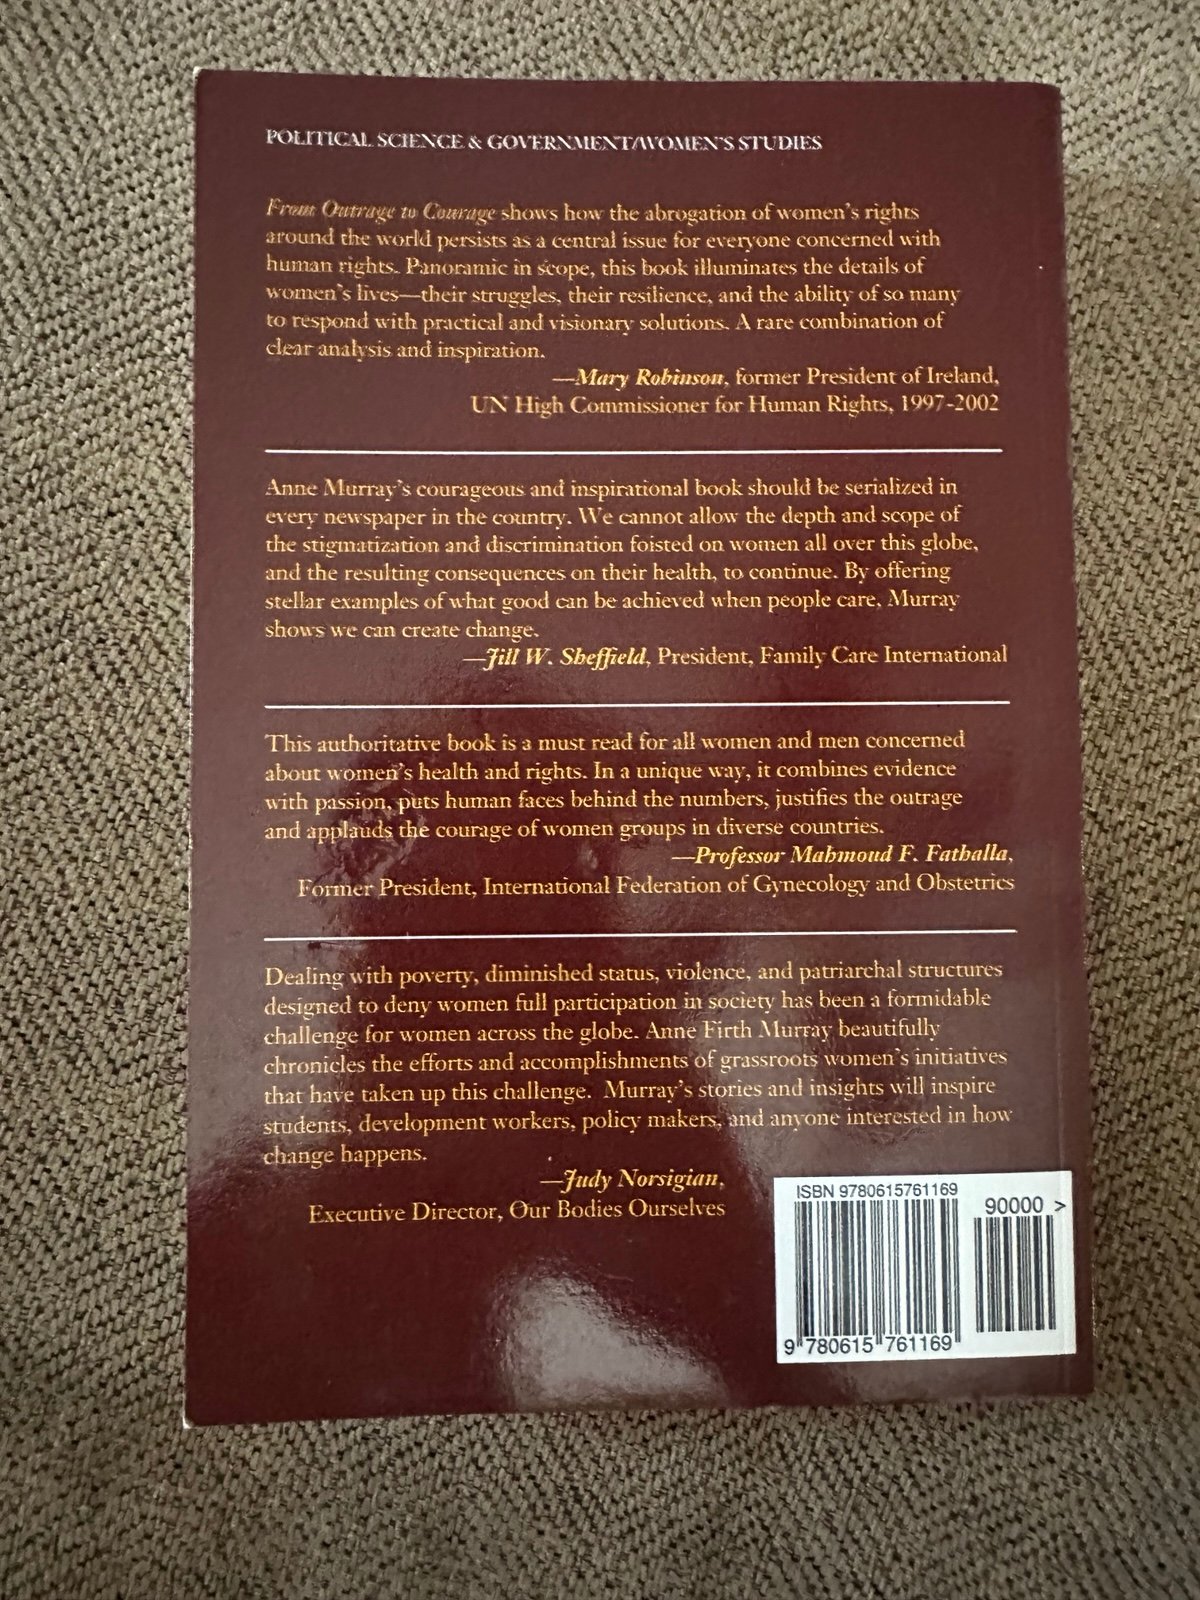 POLITICAL SCIENCE & GOVERNMENT/WOMEN'S STUDIES
From Outrage to Courage shows how the abrogation of women's rights
around the world persists as a central issue for everyone concerned with
human rights. Panoramic in scope, this book illuminates the details of
women's lives—their struggles, their resilience, and the ability of so many
to respond with practical and visionary solutions. A rare combination of
clear analysis and inspiration.
—Mary Robinson, former President of Ireland,
UN High Commissioner for Human Rights, 1997-2002
Anne Murray's courageous and inspirational book should be serialized in
every newspaper in the country. We cannot allow the depth and scope of
the stigmatization and discrimination foisted on women all over this globe,
and the resulting consequences on their health, to continue. By offering
stellar examples of what good can be achieved when people care, Murray
shows we can create change.
—Jill W. Sheffield, President, Family Care International
This authoritative book is a must read for all women and men concerned
about women's health and rights. In a unique way, it combines evidence
with passion, puts human faces behind the numbers, justifies the outrage
and applauds the courage of women groups in diverse countries.
—Professor Mahmoud F. Fathalla,
Former President, International Federation of Gynecology and Obstetrics
Dealing with poverty, diminished status, violence, and patriarchal structures
designed to deny women full participation in society has been a formidable
challenge for women across the globe. Anne Firth Murray beautifully
chronicles the efforts and accomplishments of grassroots women's initiatives
that have taken up this challenge. Murray's stories and insights will inspire
students, development workers, policy makers, and anyone interested in how
change happens.
—Judy Norsigian,
Executive Director, Our Bodies Ourselves
ISBN 9780615761169
90000 >
9 780615 761169